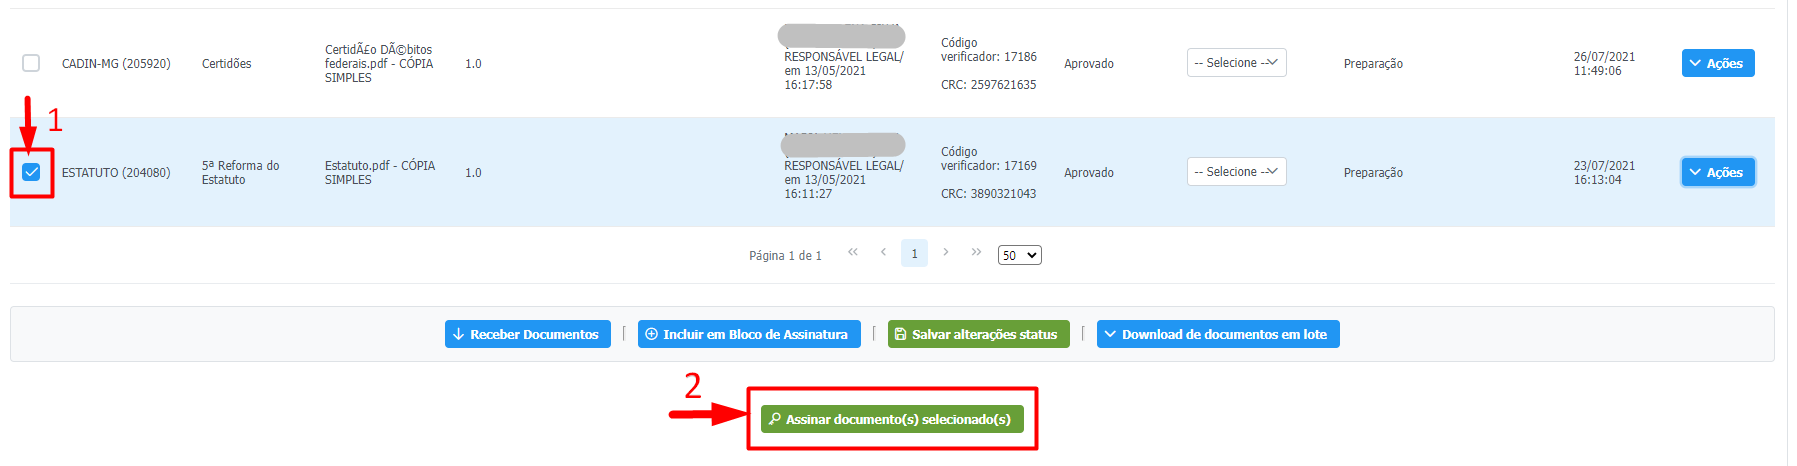 CADIN-MG (205920)
Certidões
CertidÃ£o DÃ©bitos
federais.pdf - CÓPIA
SIMPLES
1.0
RESPONSÁVEL LEGAL/
em 13/05/2021
16:17:58
Código
verificador: 17186
CRC: 2597621635
Aprovado
-- Selecione --
Preparação
26/07/2021
11:49:06
Ações
1
ESTATUTO (204080)
5ª Reforma do
Estatuto
Estatuto.pdf - CÓPIA
SIMPLES
1.0
RESPONSÁVEL LEGAL/
em 13/05/2021
16:11:27
Código
verificador: 17169
CRC: 3890321043
Aprovado
-- Selecione --
Preparação
23/07/2021
16:13:04
Ações
Página 1 de 1
1
50
Receber Documentos
Incluir em Bloco de Assinatura
Salvar alterações status
Download de documentos em lote
2
Assinar documento(s) selecionado(s)